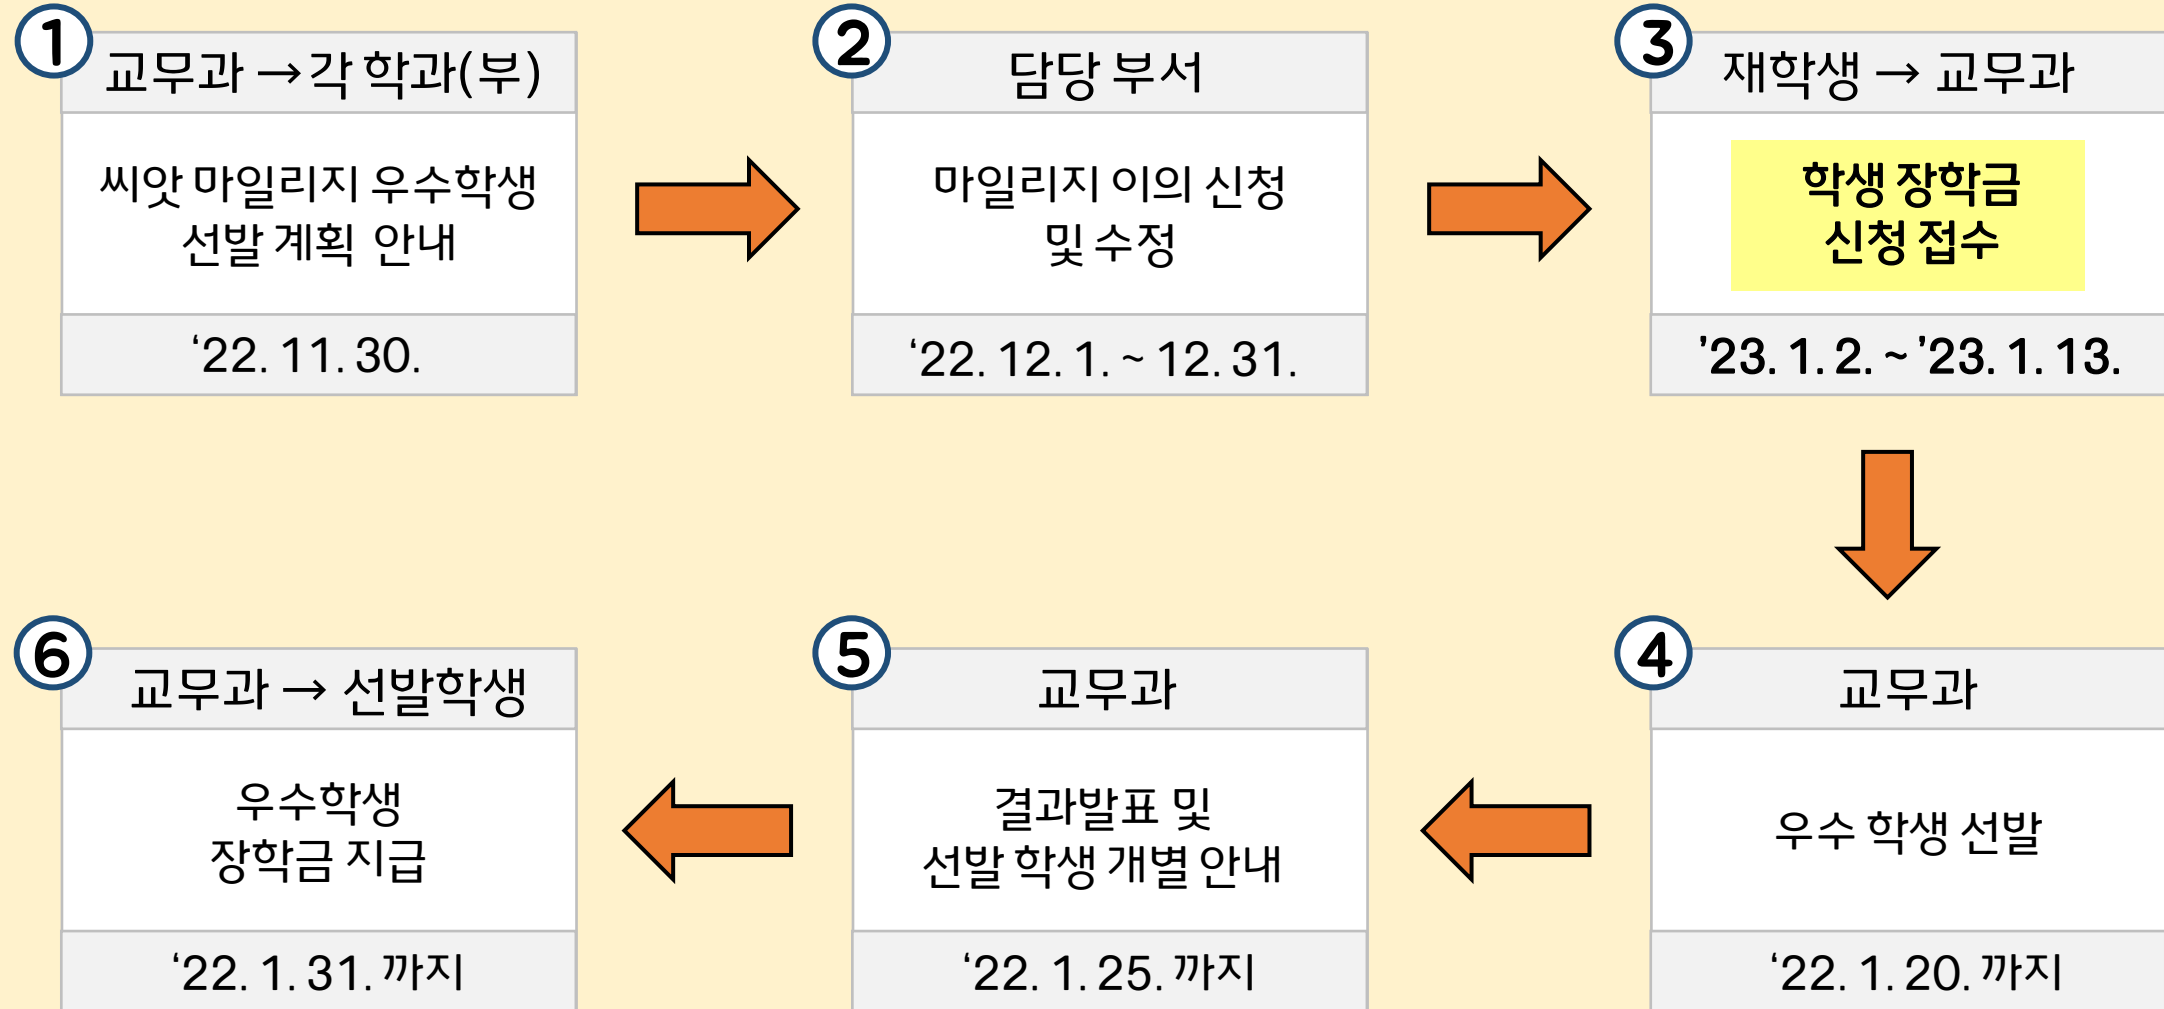 ①
교무과 → 각 학과(부)
씨앗 마일리지 우수학생
선발 계획 안내
‘22. 11. 30.
②
담당 부서
마일리지 이의 신청
및 수정
‘22. 12. 1. ~ 12. 31.
③
재학생 → 교무과
학생 장학금
신청 접수
’23. 1. 2. ~ ’23. 1. 13.
④
교무과
우수 학생 선발
‘22. 1. 20. 까지
⑤
교무과
결과발표 및
선발 학생 개별 안내
‘22. 1. 25. 까지
⑥
교무과 → 선발학생
우수학생
장학금 지급
‘22. 1. 31. 까지